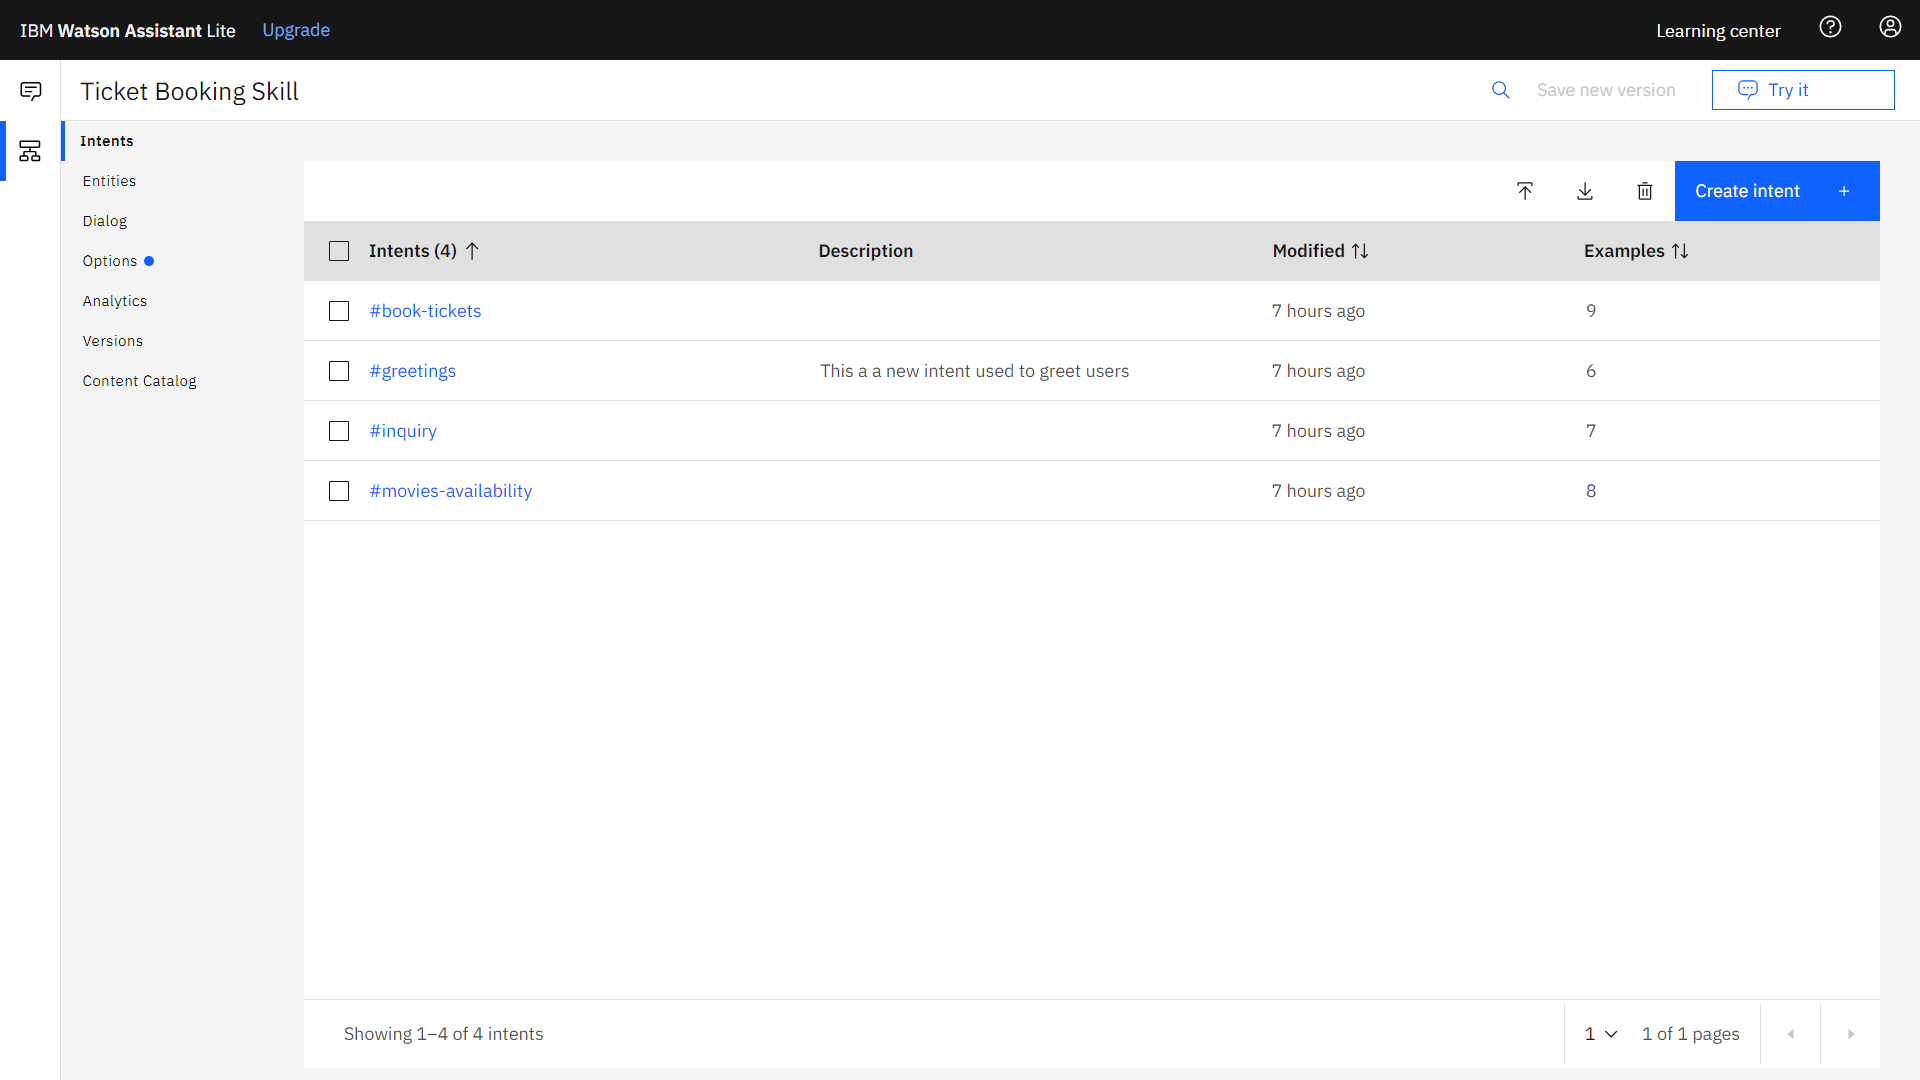 IBM Watson Assistant Lite Upgrade Learning center
Ticket Booking Skill Save new version Try it
Intents
Entities
Dialog
Options
Analytics
Versions
Content Catalog
Create intent +
Intents (4) Description Modified Examples
#book-tickets 7 hours ago 9
#greetings This a a new intent used to greet users 7 hours ago 6
#inquiry 7 hours ago 7
#movies-availability 7 hours ago 8
Showing 1–4 of 4 intents 1 1 of 1 pages